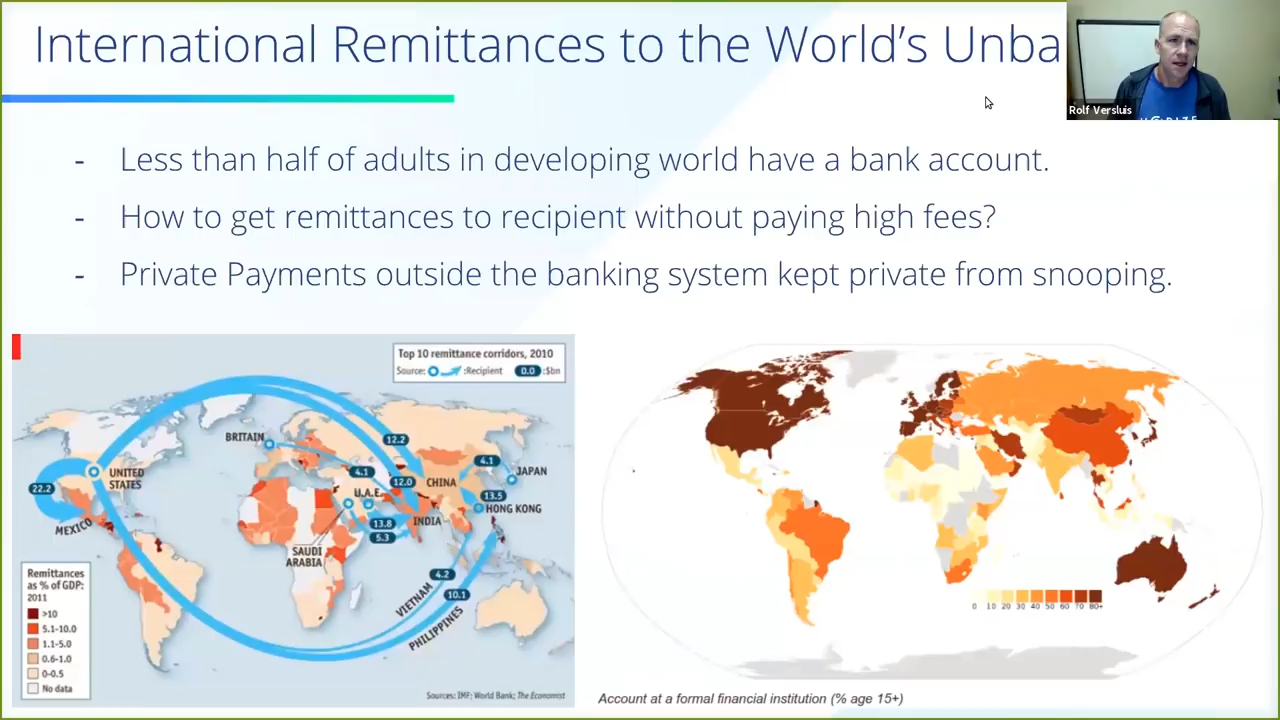 International Remittances to the World's Unba
Rolf Versluis
- Less than half of adults in developing world have a bank account.
- How to get remittances to recipient without paying high fees?
- Private Payments outside the banking system kept private from snooping.
Top 10 remittance corridors, 2010
Source: :Recipient 0.0 :$bn
BRITAIN
12.2
4.1
4.1
JAPAN
UNITED
STATES
12.0
CHINA
22.2
U.A.E.
13.5
HONG KONG
MEXICO
13.8
INDIA
5.3
SAUDI
ARABIA
4.2
VIETNAM
10.1
PHILIPPINES
Remittances
as % of GDP:
2011
>10
5.1-10.0
1.1-5.0
0.6-1.0
0-0.5
No data
Sources: IMF; World Bank; The Economist
0 10 20 30 40 50 60 70 80+
Account at a formal financial institution (% age 15+)